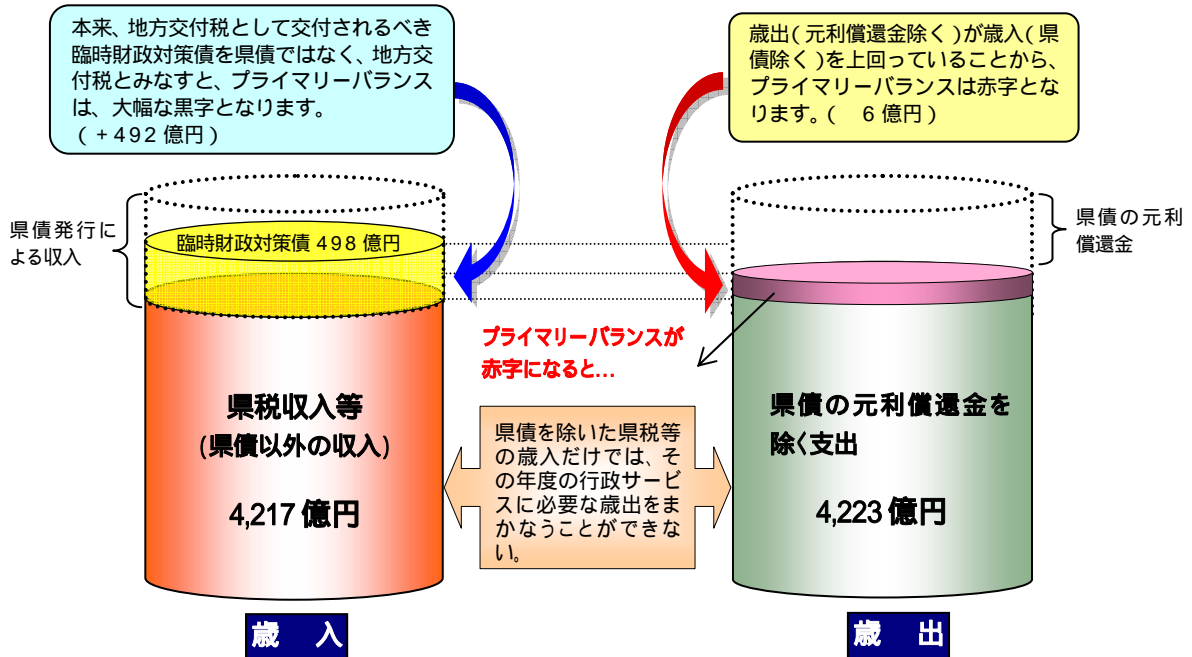 本来、地方交付税として交付されるべき
臨時財政対策債を県債ではなく、地方交
付税とみなすと、プライマリーバランス
は、大幅な黒字となります。
（＋492 億円）
歳出（元利償還金除く）が歳入（県
債除く）を上回っていることから、
プライマリーバランスは赤字とな
ります。（　6 億円）
県債発行に
よる収入
臨時財政対策債 498 億円
県債の元利
償還金
プライマリーバランスが
赤字になると…
県税収入等
(県債以外の収入)
4,217 億円
県債を除いた県税等
の歳入だけでは、そ
の年度の行政サービ
スに必要な歳出をま
かなうことができな
い。
県債の元利償還金を
除く支出
4,223 億円
歳　入
歳　出